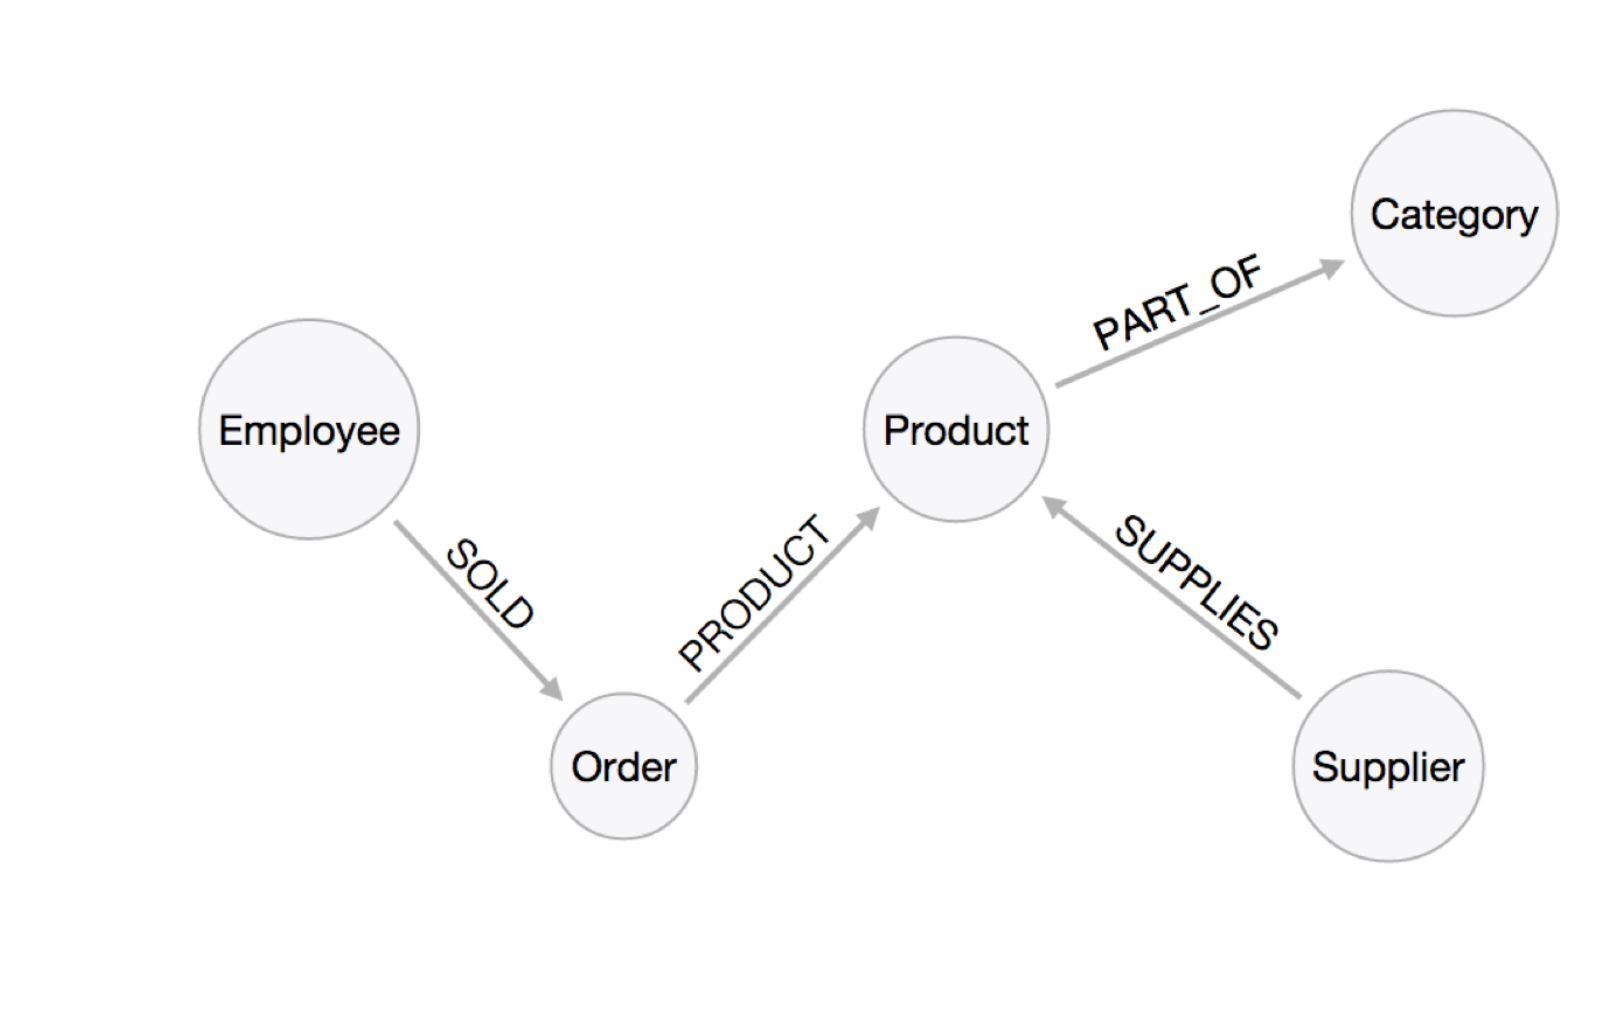 Category
PART_OF
Employee
Product
SOLD
PRODUCT
SUPPLIES
Order
Supplier